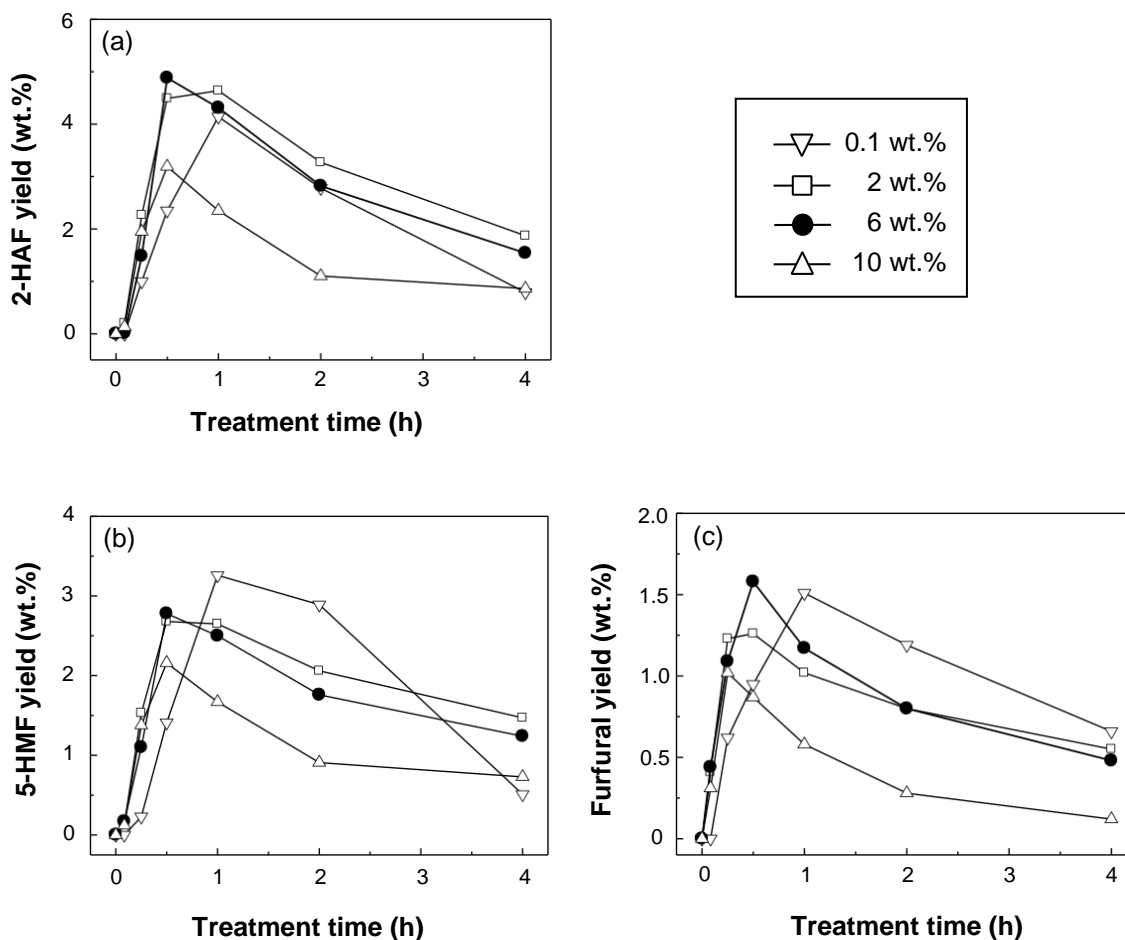 (a)
2-HAF yield (wt.%)
6
4
2
0
0 1 2 3 4
Treatment time (h)
0.1 wt.%
2 wt.%
6 wt.%
10 wt.%
(b)
5-HMF yield (wt.%)
4
3
2
1
0
0 1 2 3 4
Treatment time (h)
(c)
Furfural yield (wt.%)
2.0
1.5
1.0
0.5
0
0 1 2 3 4
Treatment time (h)